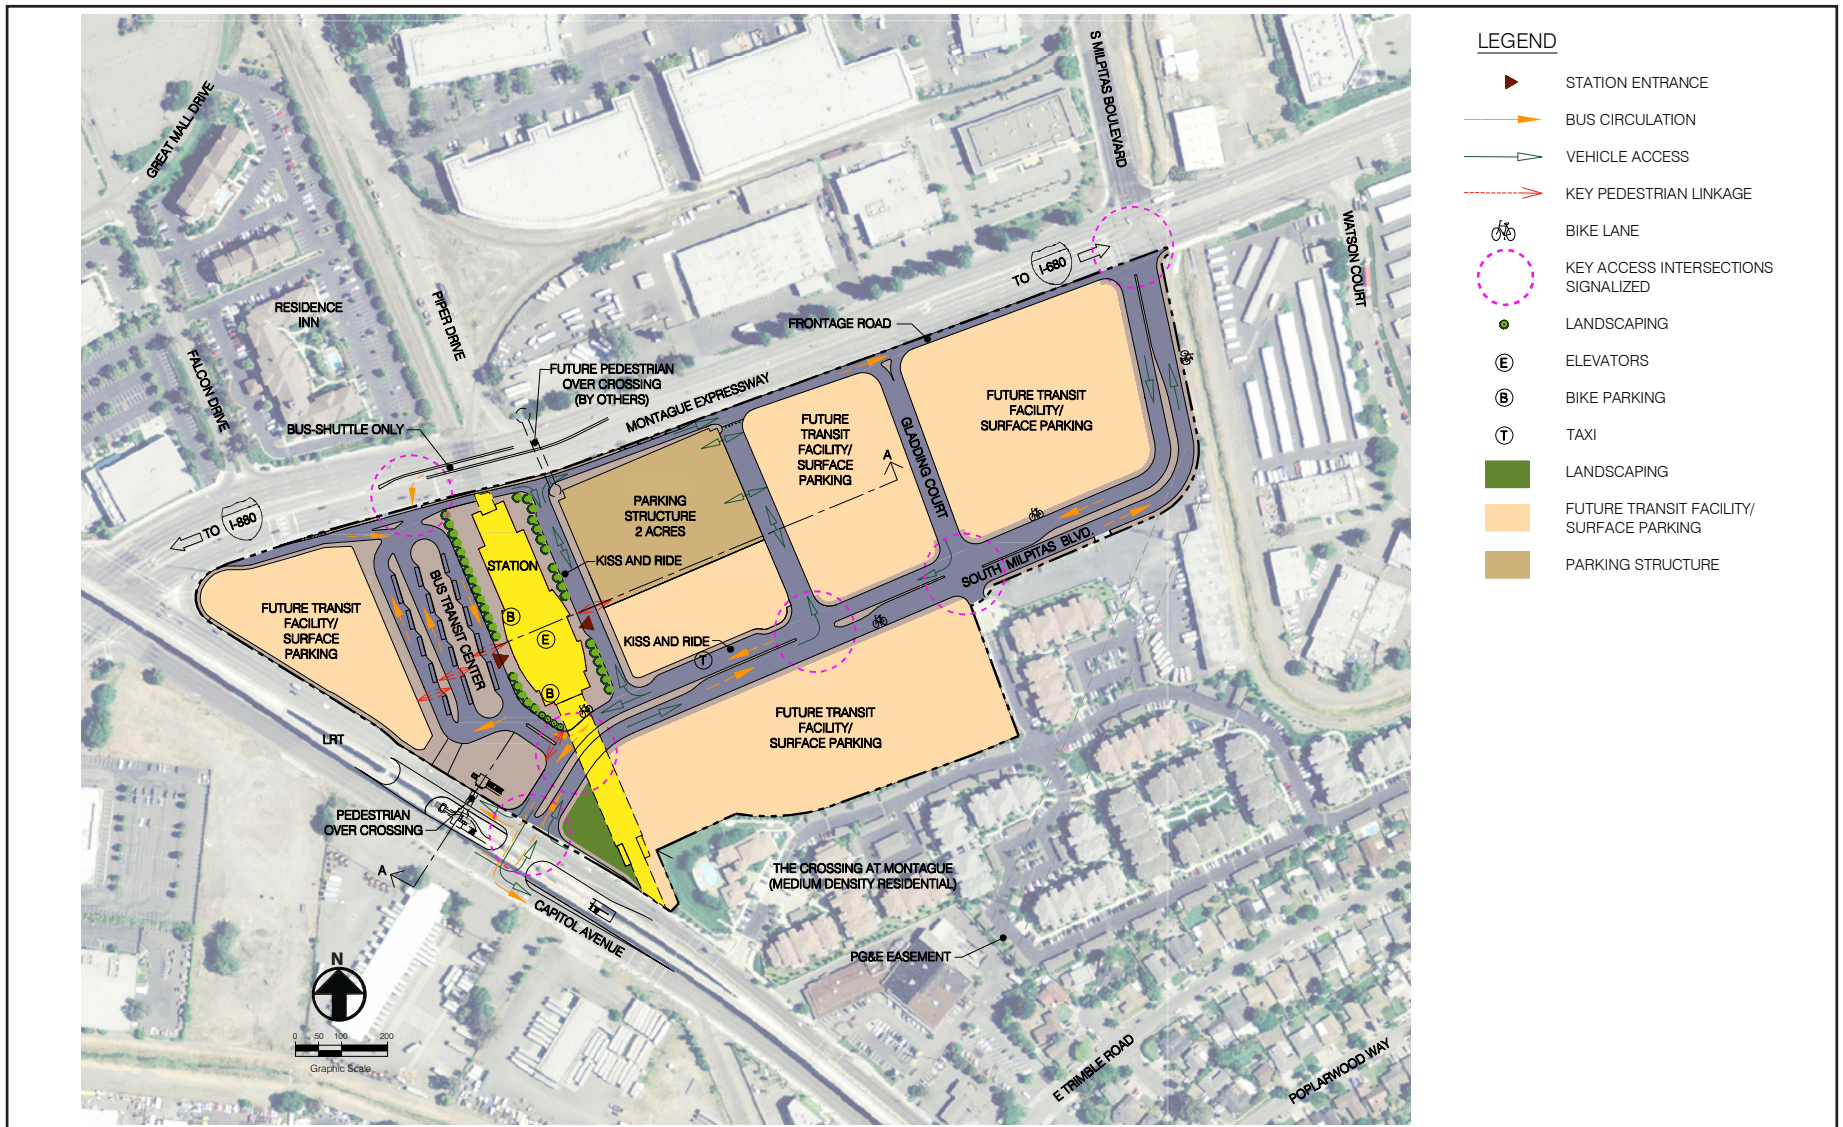 GREAT MALL DRIVE
S MILPITAS BOULEVARD
WATSON COURT
TO I-680
RESIDENCE
INN
PIPER DRIVE
FALCON DRIVE
FRONTAGE ROAD
FUTURE PEDESTRIAN
OVER CROSSING
(BY OTHERS)
MONTAGUE EXPRESSWAY
BUS-SHUTTLE ONLY
TO I-880
FUTURE TRANSIT
FACILITY/
SURFACE PARKING
FUTURE
TRANSIT
FACILITY/
SURFACE
PARKING
GLADDING COURT
A
PARKING
STRUCTURE
2 ACRES
KISS AND RIDE
STATION
BUS TRANSIT CENTER
B
E
B
FUTURE TRANSIT
FACILITY/
SURFACE
PARKING
KISS AND RIDE
T
SOUTH MILPITAS BLVD.
FUTURE TRANSIT
FACILITY/
SURFACE PARKING
LRT
PEDESTRIAN
OVER CROSSING
A
CAPITOL AVENUE
THE CROSSING AT MONTAGUE
(MEDIUM DENSITY RESIDENTIAL)
PG&E EASEMENT
E TRIMBLE ROAD
POPLARWOOD WAY
N
0 50 100 200
Graphic Scale
LEGEND
STATION ENTRANCE
BUS CIRCULATION
VEHICLE ACCESS
KEY PEDESTRIAN LINKAGE
BIKE LANE
KEY ACCESS INTERSECTIONS
SIGNALIZED
LANDSCAPING
E ELEVATORS
B BIKE PARKING
T TAXI
LANDSCAPING
FUTURE TRANSIT FACILITY/
SURFACE PARKING
PARKING STRUCTURE